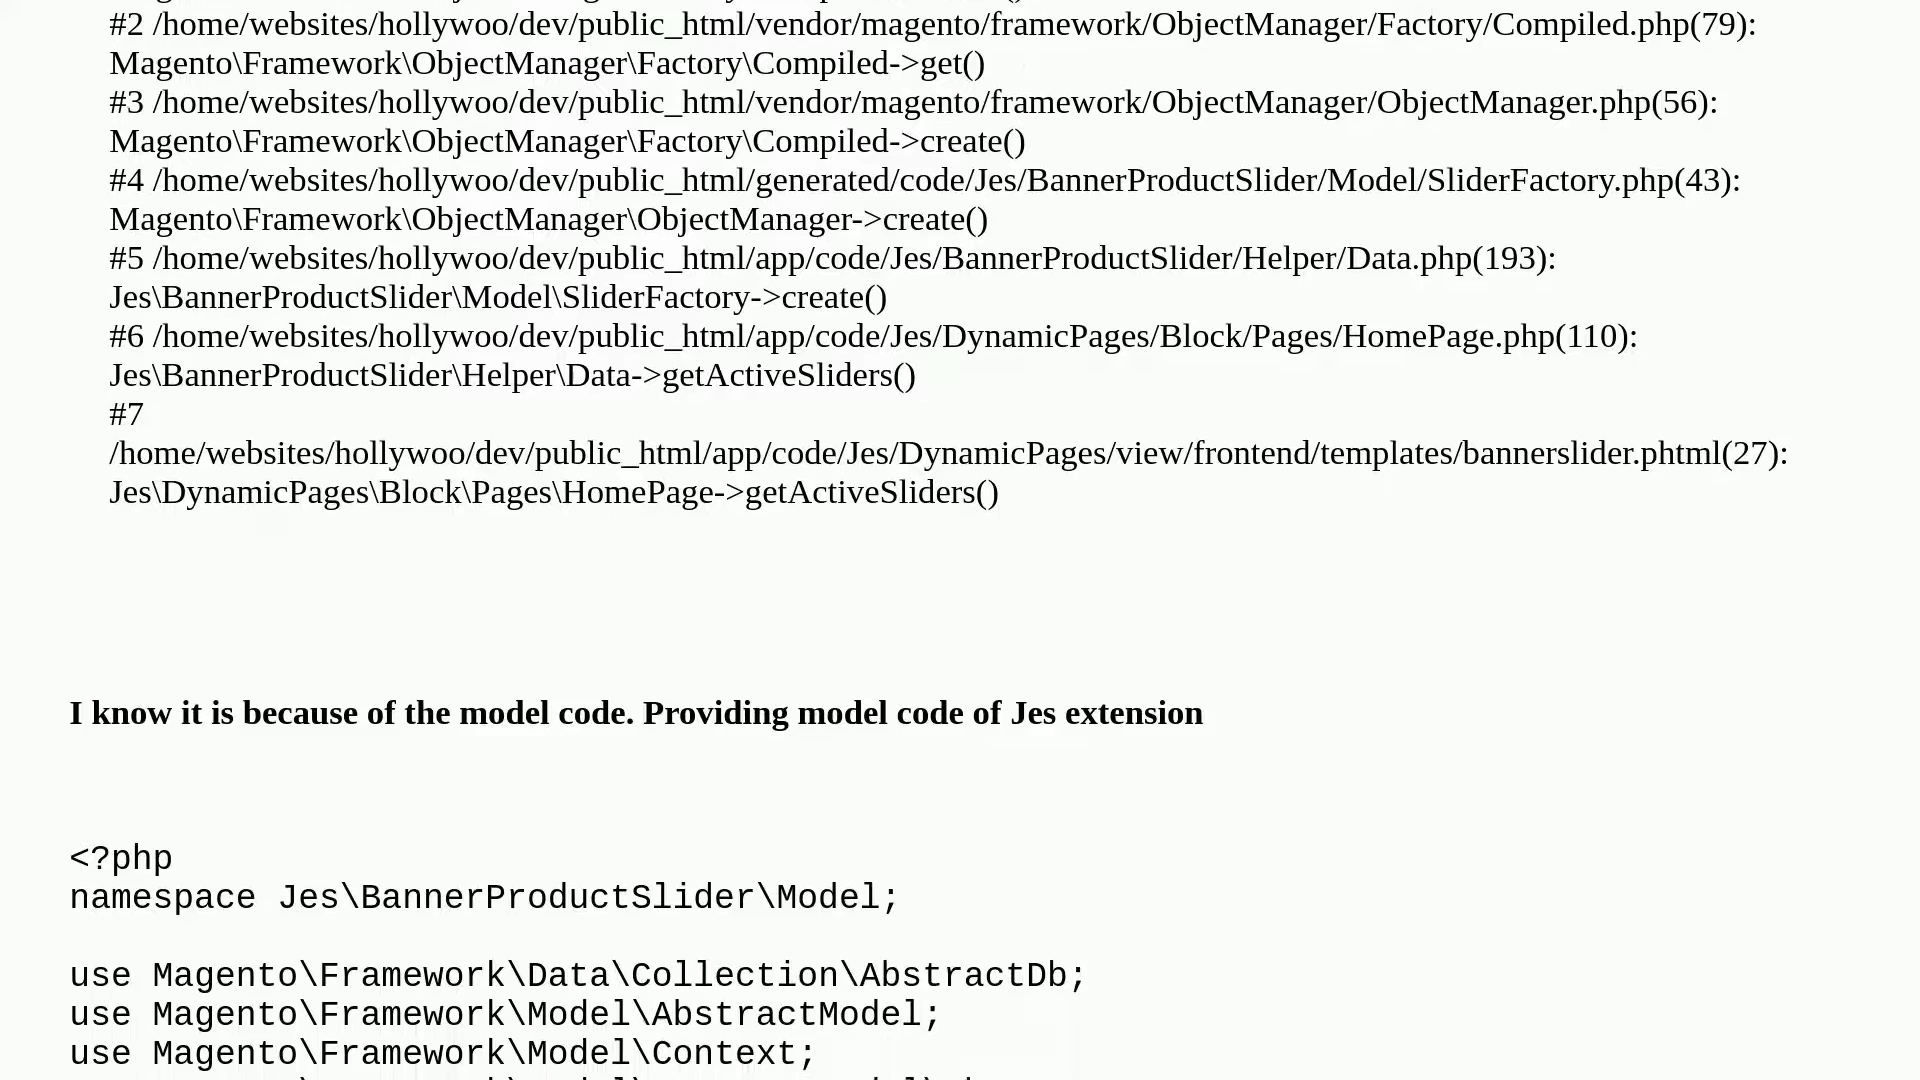 #2 /home/websites/hollywoo/dev/public_html/vendor/magento/framework/ObjectManager/Factory/Compiled.php(79):
Magento\Framework\ObjectManager\Factory\Compiled->get()
#3 /home/websites/hollywoo/dev/public_html/vendor/magento/framework/ObjectManager/ObjectManager.php(56):
Magento\Framework\ObjectManager\Factory\Compiled->create()
#4 /home/websites/hollywoo/dev/public_html/generated/code/Jes/BannerProductSlider/Model/SliderFactory.php(43):
Magento\Framework\ObjectManager\ObjectManager->create()
#5 /home/websites/hollywoo/dev/public_html/app/code/Jes/BannerProductSlider/Helper/Data.php(193):
Jes\BannerProductSlider\Model\SliderFactory->create()
#6 /home/websites/hollywoo/dev/public_html/app/code/Jes/DynamicPages/Block/Pages/HomePage.php(110):
Jes\BannerProductSlider\Helper\Data->getActiveSliders()
#7
/home/websites/hollywoo/dev/public_html/app/code/Jes/DynamicPages/view/frontend/templates/bannerslider.phtml(27):
Jes\DynamicPages\Block\Pages\HomePage->getActiveSliders()
I know it is because of the model code. Providing model code of Jes extension
<?php
namespace Jes\BannerProductSlider\Model;
use Magento\Framework\Data\Collection\AbstractDb;
use Magento\Framework\Model\AbstractModel;
use Magento\Framework\Model\Context;